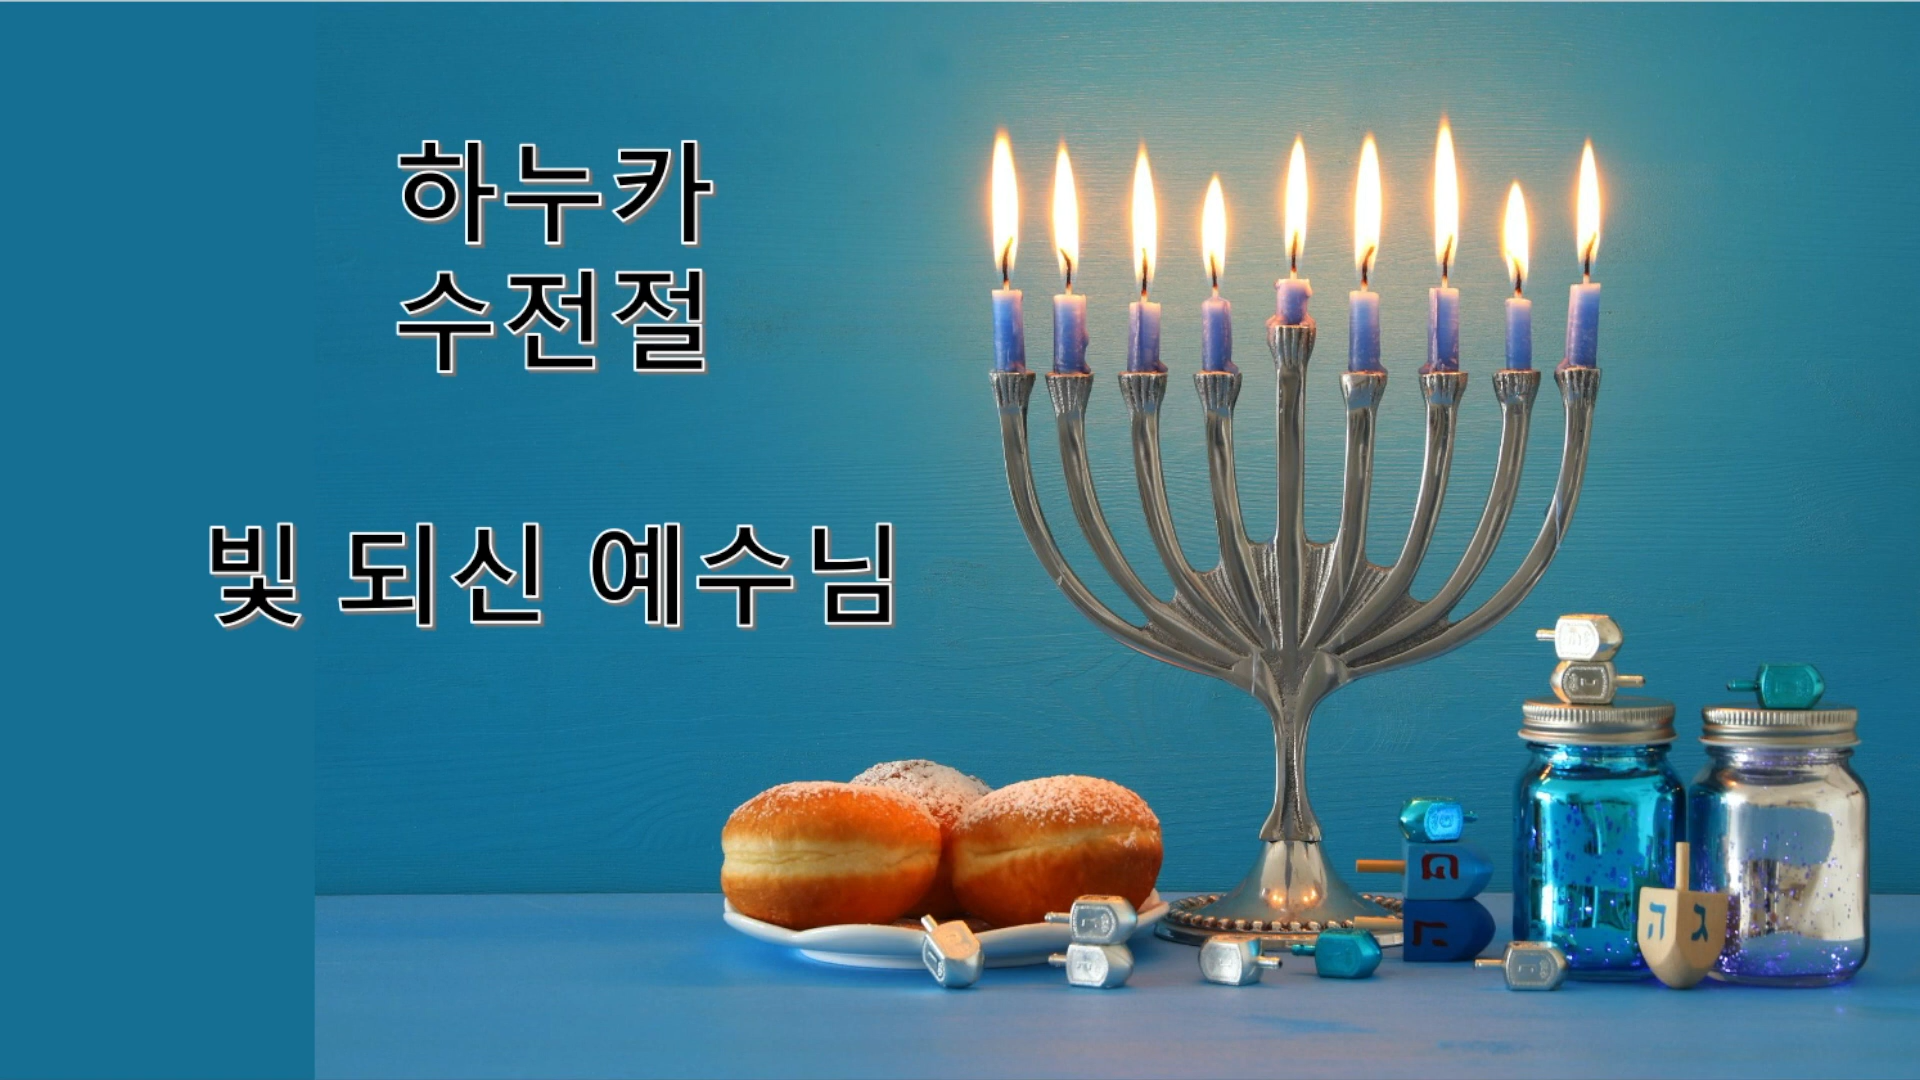 하누카
수전절
빛 되신 예수님
ה ג